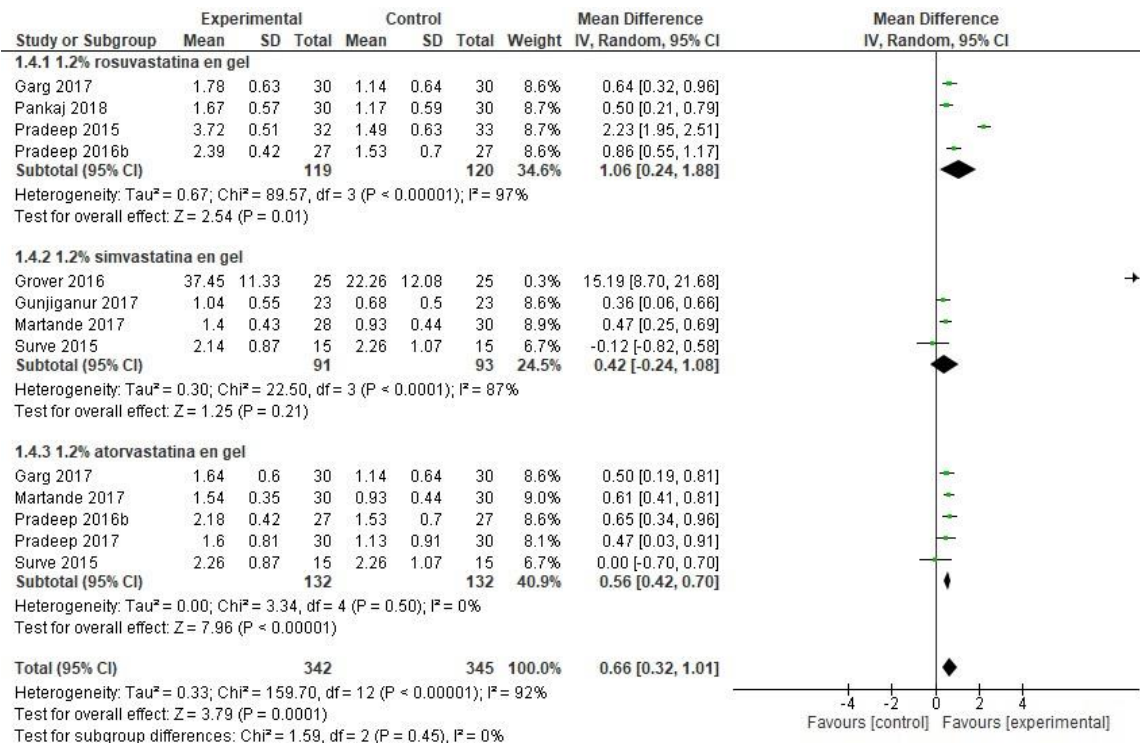 Experimental Control Mean Difference Mean Difference
Study or Subgroup Mean SD Total Mean SD Total Weight IV, Random, 95% CI IV, Random, 95% CI
1.4.1 1.2% rosuvastatina en gel
Garg 2017 1.78 0.63 30 1.14 0.64 30 8.6% 0.64 [0.32, 0.96]
Pankaj 2018 1.67 0.57 30 1.17 0.59 30 8.7% 0.50 [0.21, 0.79]
Pradeep 2015 3.72 0.51 32 1.49 0.63 33 8.7% 2.23 [1.95, 2.51]
Pradeep 2016b 2.39 0.42 27 1.53 0.7 27 8.6% 0.86 [0.55, 1.17]
Subtotal (95% CI) 119 120 34.6% 1.06 [0.24, 1.88]
Heterogeneity: Tau² = 0.67; Chi² = 89.57, df = 3 (P < 0.00001); I² = 97%
Test for overall effect: Z = 2.54 (P = 0.01)
1.4.2 1.2% simvastatina en gel
Grover 2016 37.45 11.33 25 22.26 12.08 25 0.3% 15.19 [8.70, 21.68]
Gunjiganur 2017 1.04 0.55 23 0.68 0.5 23 8.6% 0.36 [0.06, 0.66]
Martande 2017 1.4 0.43 28 0.93 0.44 30 8.9% 0.47 [0.25, 0.69]
Surve 2015 2.14 0.87 15 2.26 1.07 15 6.7% -0.12 [-0.82, 0.58]
Subtotal (95% CI) 91 93 24.5% 0.42 [-0.24, 1.08]
Heterogeneity: Tau² = 0.30; Chi² = 22.50, df = 3 (P < 0.0001); I² = 87%
Test for overall effect: Z = 1.25 (P = 0.21)
1.4.3 1.2% atorvastatina en gel
Garg 2017 1.64 0.6 30 1.14 0.64 30 8.6% 0.50 [0.19, 0.81]
Martande 2017 1.54 0.35 30 0.93 0.44 30 9.0% 0.61 [0.41, 0.81]
Pradeep 2016b 2.18 0.42 27 1.53 0.7 27 8.6% 0.65 [0.34, 0.96]
Pradeep 2017 1.6 0.81 30 1.13 0.91 30 8.1% 0.47 [0.03, 0.91]
Surve 2015 2.26 0.87 15 2.26 1.07 15 6.7% 0.00 [-0.70, 0.70]
Subtotal (95% CI) 132 132 40.9% 0.56 [0.42, 0.70]
Heterogeneity: Tau² = 0.00; Chi² = 3.34, df = 4 (P = 0.50); I² = 0%
Test for overall effect: Z = 7.96 (P < 0.00001)
Total (95% CI) 342 345 100.0% 0.66 [0.32, 1.01]
Heterogeneity: Tau² = 0.33; Chi² = 159.70, df = 12 (P < 0.00001); I² = 92%
Test for overall effect: Z = 3.79 (P = 0.0001)
Test for subgroup differences: Chi² = 1.59, df = 2 (P = 0.45), I² = 0%
-4 -2 0 2 4
Favours [control] Favours [experimental]